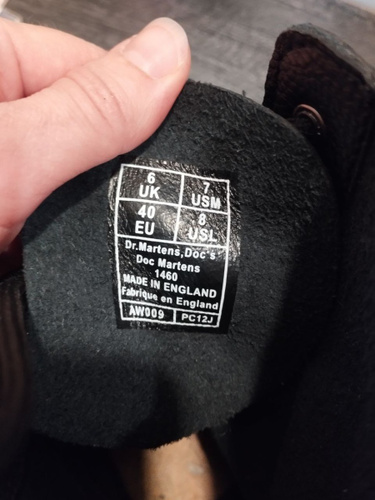 6 UK 7 USM
40 EU 8 USL
Dr.Martens,Doc's
Doc Martens
1460
MADE IN ENGLAND
Fabrique en England
AW009 PC12J